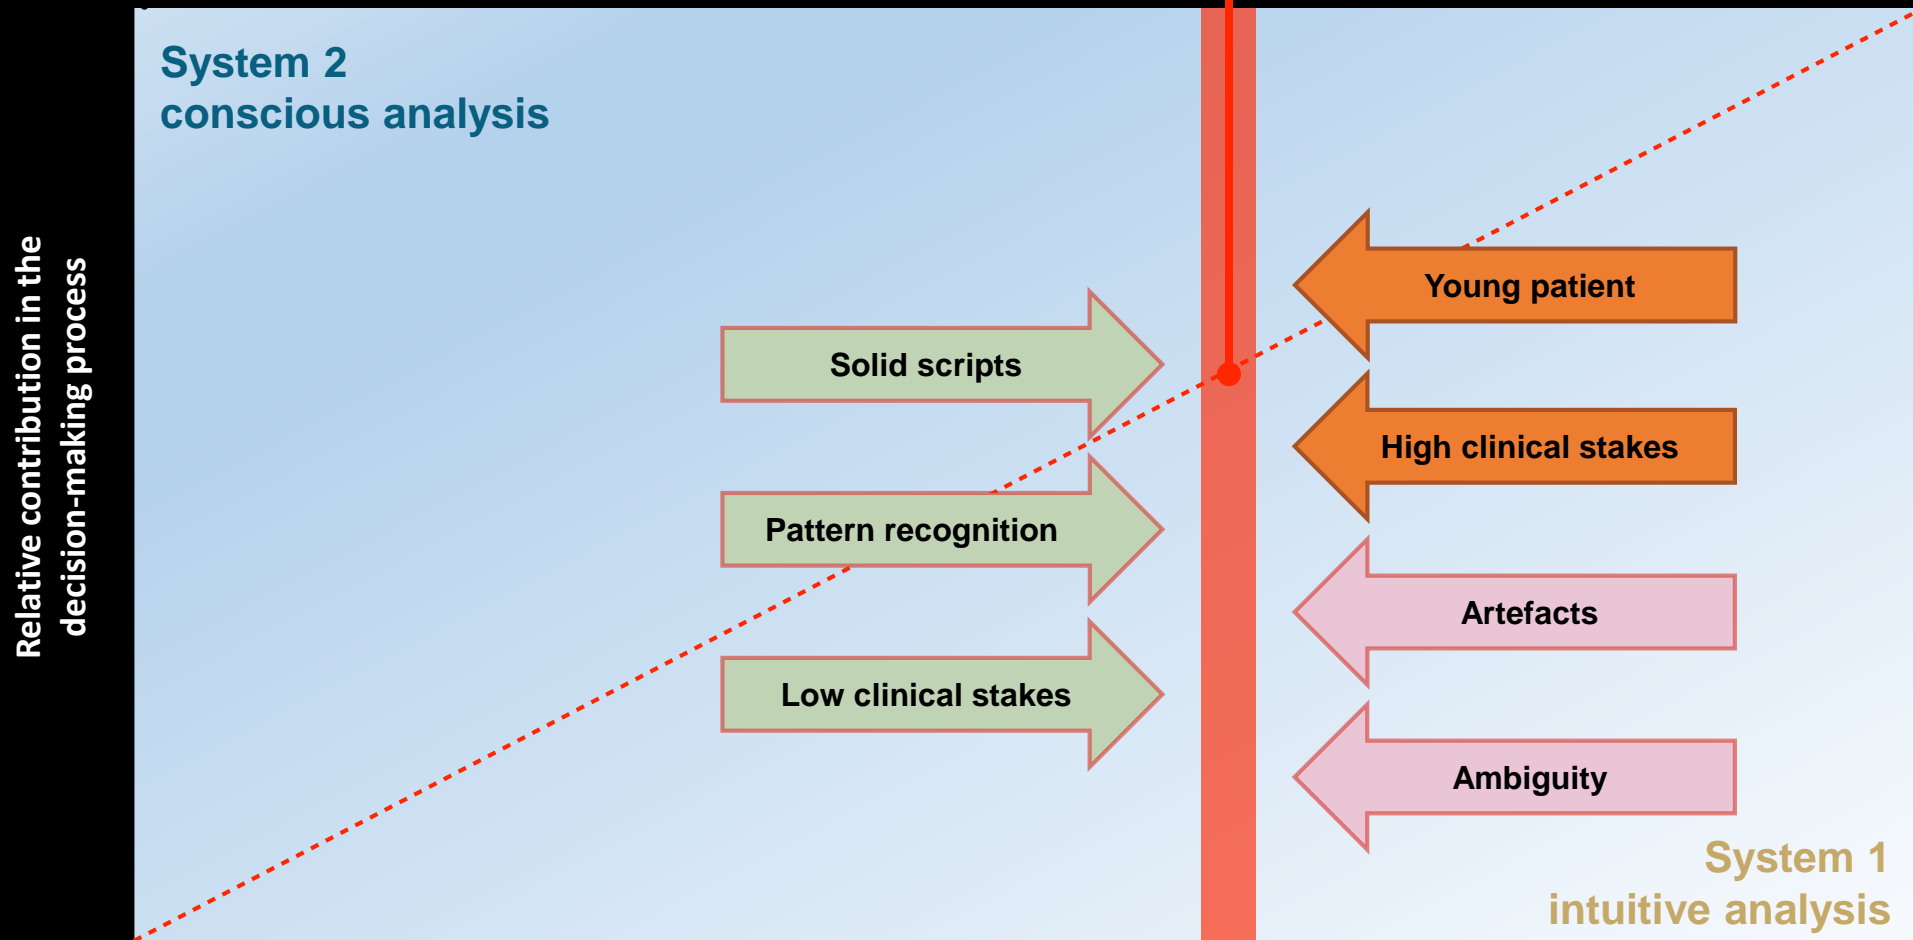 System 2
conscious analysis
Relative contribution in the
decision-making process
Young patient
Solid scripts
High clinical stakes
Pattern recognition
Artefacts
Low clinical stakes
Ambiguity
System 1
intuitive analysis